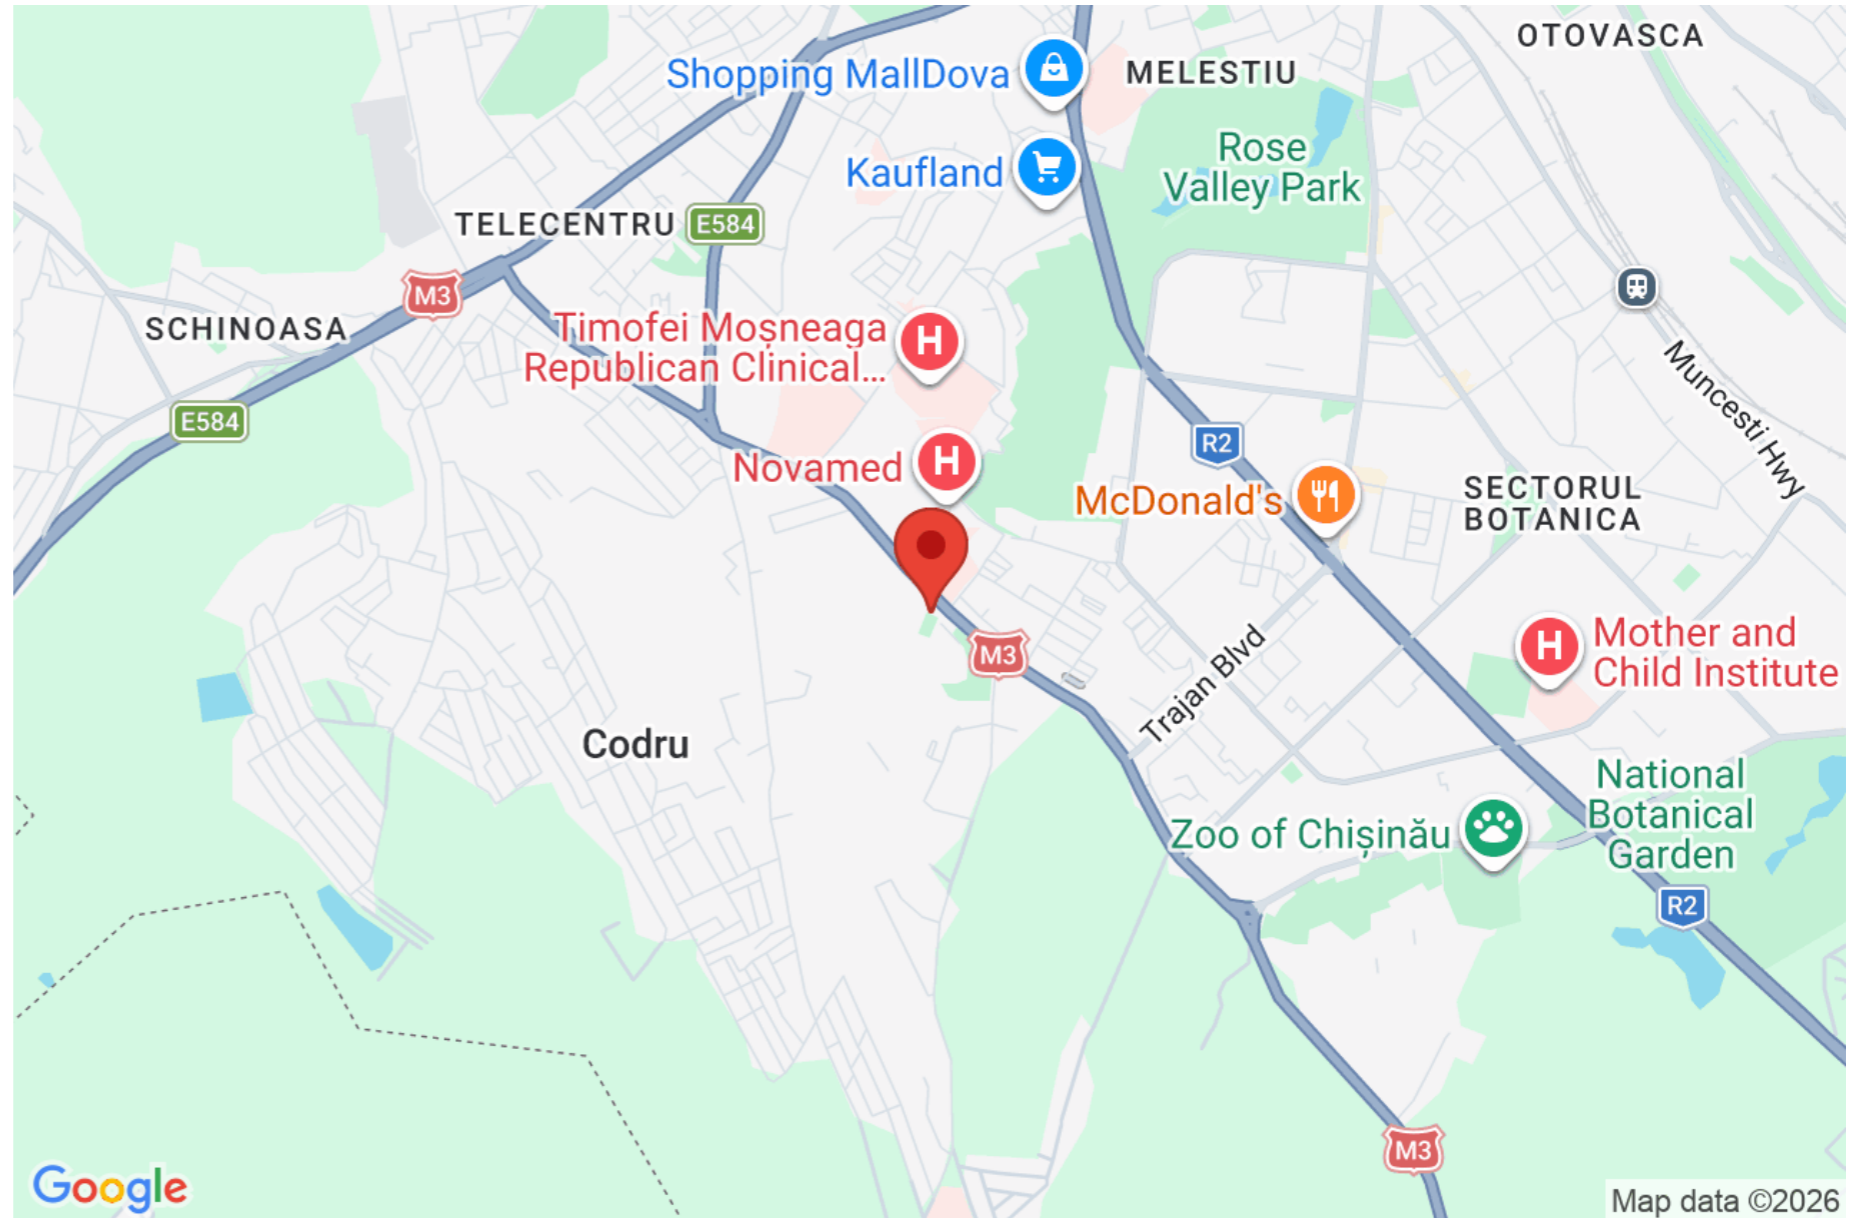 OTOVASCA
Shopping MallDova
MELESTIU
Rose
Valley Park
Kaufland
TELECENTRU
E584
M3
SCHINOASA
Timofei Moșneaga
Republican Clinical...
Muncesti Hwy
E584
R2
Novamed
McDonald's
SECTORUL
BOTANICA
M3
Trajan Blvd
Mother and
Child Institute
Codru
National
Botanical
Garden
Zoo of Chișinău
R2
M3
Google
Map data ©2026